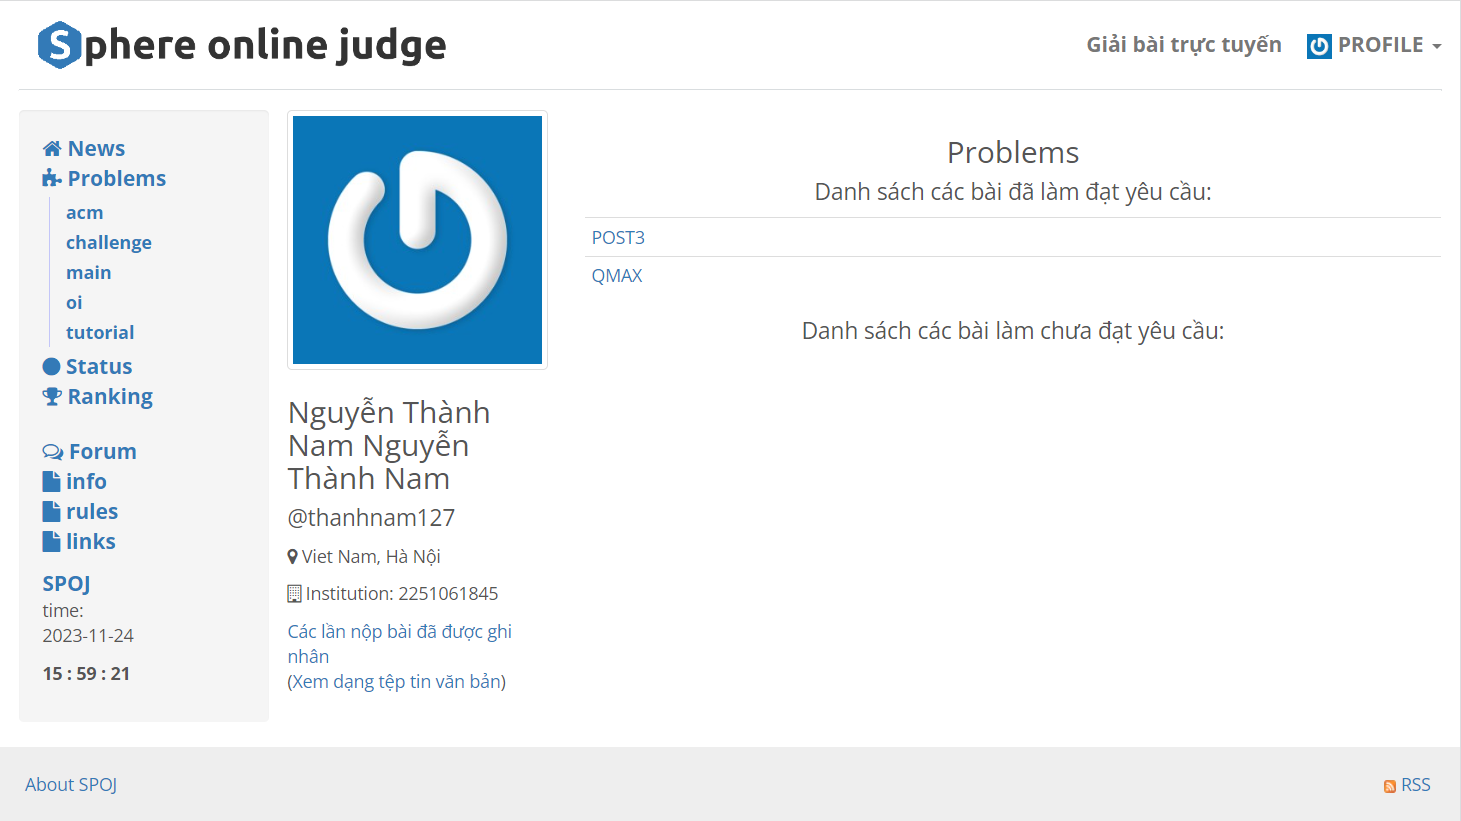 Sphere online judge
Giải bài trực tuyến
PROFILE
News
Problems
acm
challenge
main
oi
tutorial
Status
Ranking
Forum
info
rules
links
SPOJ
time:
2023-11-24
15 : 59 : 21
Nguyễn Thành
Nam Nguyễn
Thành Nam
@thanhnam127
Viet Nam, Hà Nội
Institution: 2251061845
Các lần nộp bài đã được ghi
nhân
(Xem dạng tệp tin văn bản)
Problems
Danh sách các bài đã làm đạt yêu cầu:
POST3
QMAX
Danh sách các bài làm chưa đạt yêu cầu:
About SPOJ
RSS